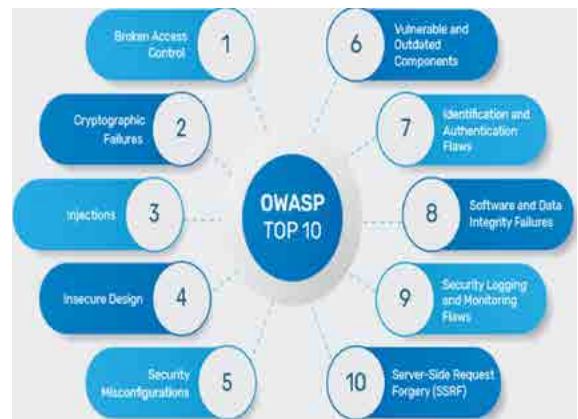 Broken Access
Control
1
Cryptographic
Failures
2
Injections
3
Insecure Design
4
Security
Misconfigurations
5
OWASP
TOP 10
6
Vulnerable and
Outdated
Components
7
Identification and
Authentication
Flaws
8
Software and Data
Integrity Failures
9
Security Logging
and Monitoring
Flaws
10
Server-Side Request
Forgery (SSRF)